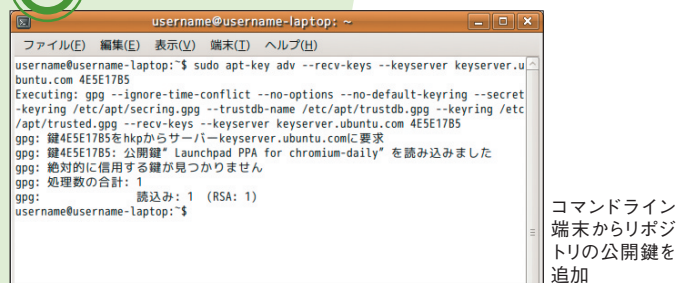 username@username-laptop: ~
ファイル(F) 編集(E) 表示(V) 端末(T) ヘルプ(H)
username@username-laptop:~$ sudo apt-key adv --recv-keys --keyserver keyserver.u
buntu.com 4E5E17B5
Executing: gpg --ignore-time-conflict --no-options --no-default-keyring --secret
-keyring /etc/apt/secring.gpg --trustdb-name /etc/apt/trustdb.gpg --keyring /etc
/apt/trusted.gpg --recv-keys --keyserver keyserver.ubuntu.com 4E5E17B5
gpg: 鍵4E5E17B5をhkpからサーバーkeyserver.ubuntu.comに要求
gpg: 鍵4E5E17B5: 公開鍵“Launchpad PPA for chromium-daily”を読み込みました
gpg: 絶対的に信用する鍵が見つかりません
gpg: 処理数の合計: 1
gpg: 読込み: 1 (RSA: 1)
username@username-laptop:~$
コマンドライン
端末からリポジ
トリの公開鍵を
追加